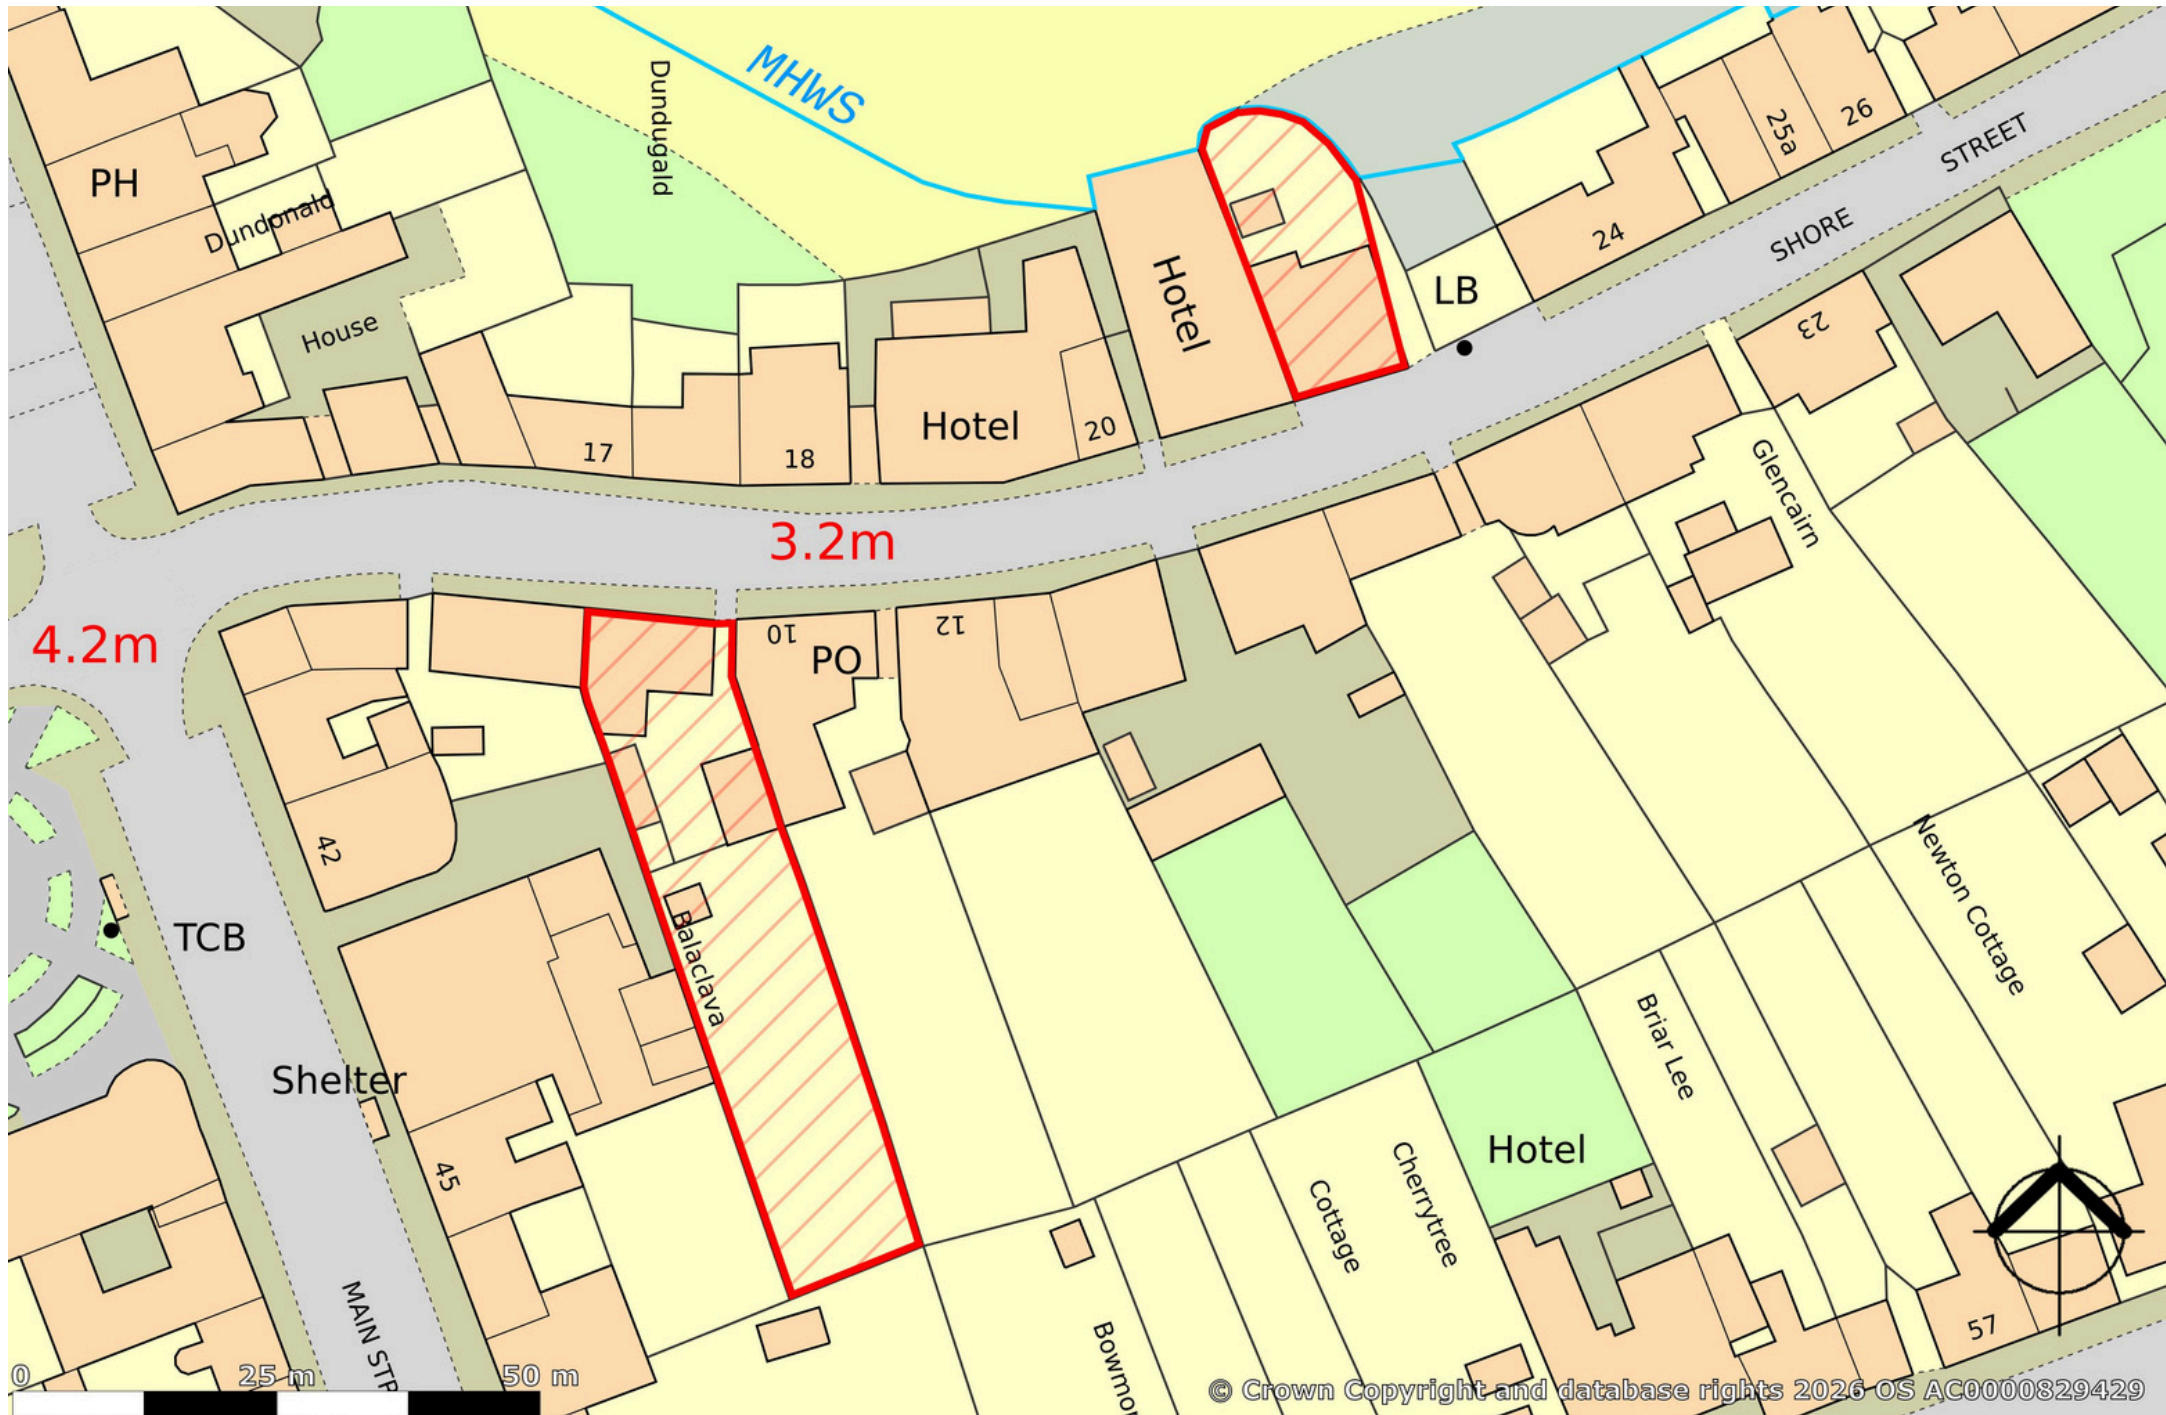 MHWS
Dundugald
26
25a
STREET
PH
Dundonald
SHORE
24
Hotel
LB
House
23
Hotel
20
17
18
Glencairn
3.2m
4.2m
10
12
PO
42
Newton Cottage
TCB
Balaclava
Briar Lee
Shelter
Hotel
45
Cherrytree
Cottage
57
MAIN STR
Bowmor
0 25 m 50 m
© Crown Copyright and database rights 2026 OS AC0000829429